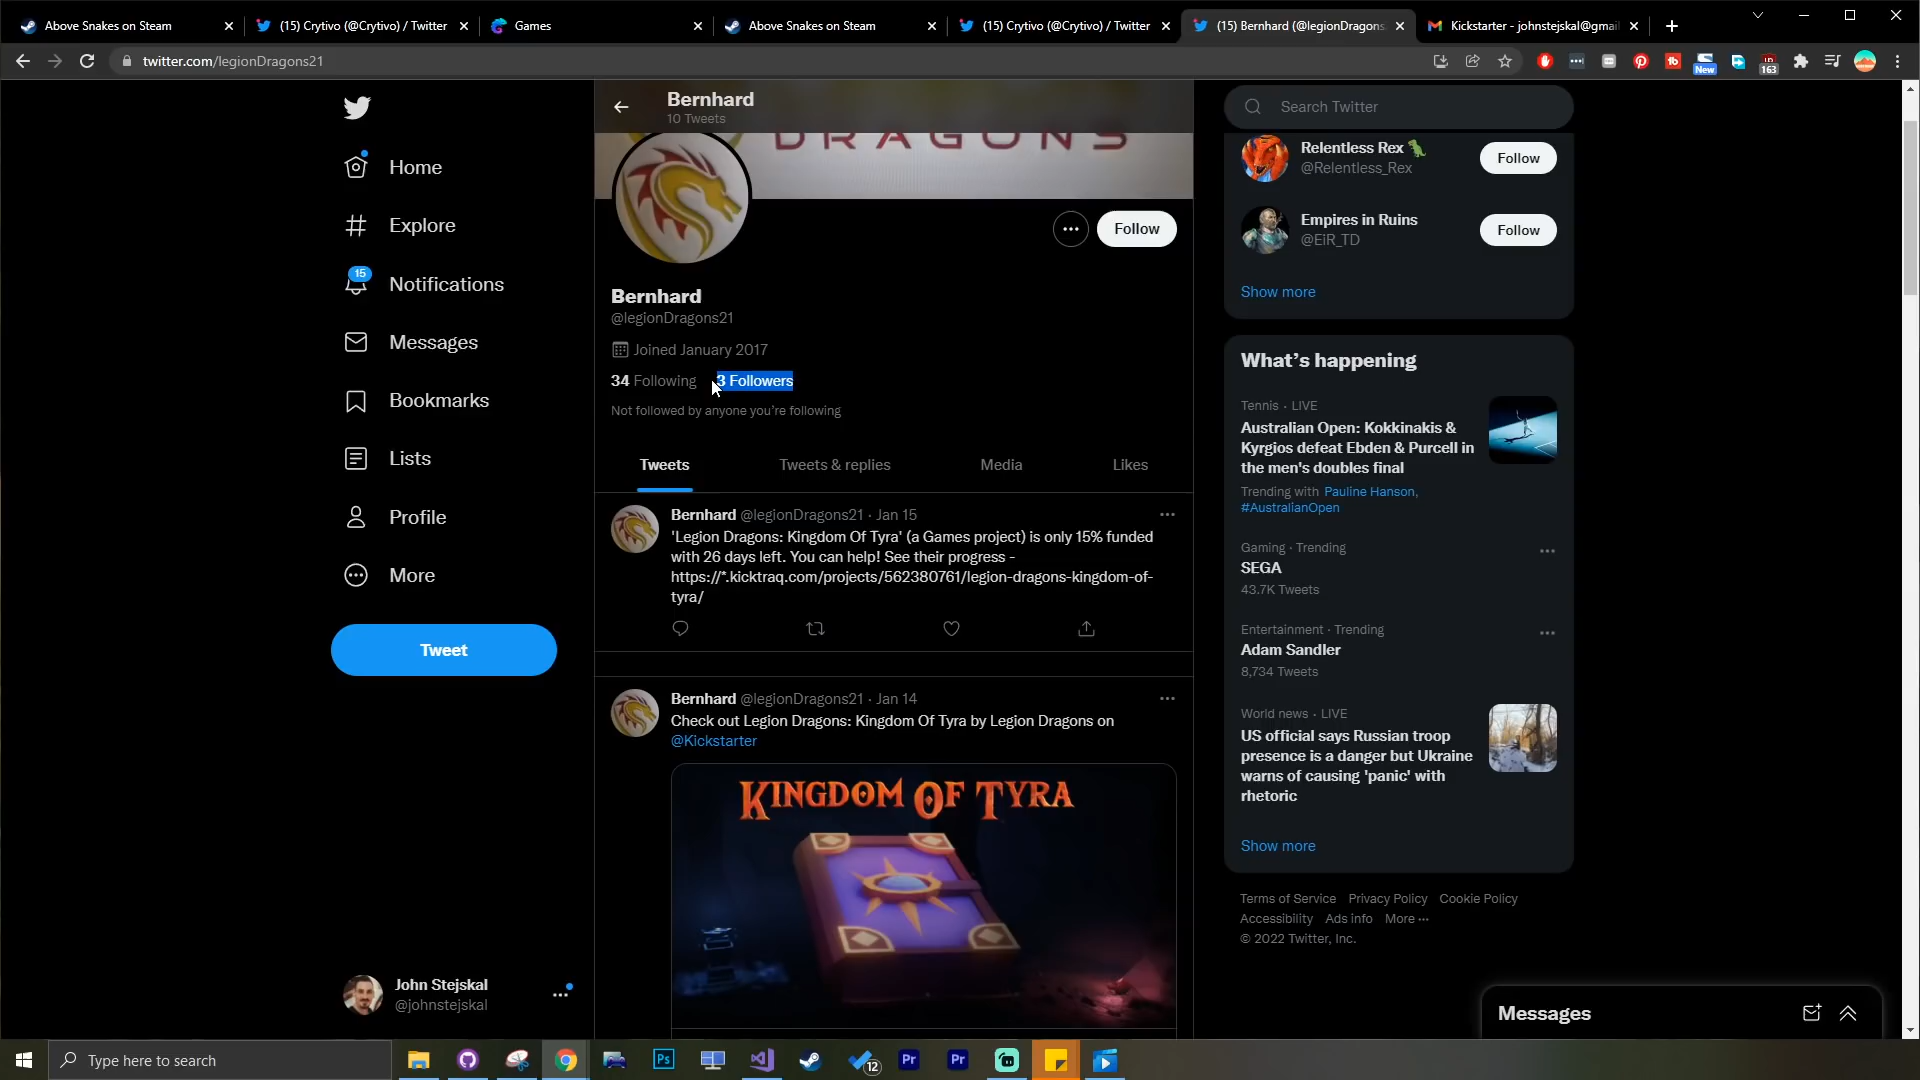 Above Snakes on Steam
(15) Crytivo (@Crytivo) / Twitter
Games
Above Snakes on Steam
(15) Crytivo (@Crytivo) / Twitter
(15) Bernhard (@legionDragons
Kickstarter - johnstejskal@gmai
twitter.com/legionDragons21
New
163
Bernhard
10 Tweets
Search Twitter
DRAGONS
Home
Explore
15
Notifications
Messages
Bookmarks
Lists
Profile
More
Tweet
John Stejskal
@johnstejskal
Follow
Bernhard
@legionDragons21
Joined January 2017
34 Following 3 Followers
Not followed by anyone you're following
Tweets
Tweets & replies
Media
Likes
Bernhard @legionDragons21 · Jan 15
'Legion Dragons: Kingdom Of Tyra' (a Games project) is only 15% funded
with 26 days left. You can help! See their progress -
https://*.kicktraq.com/projects/562380761/legion-dragons-kingdom-of-
tyra/
Bernhard @legionDragons21 · Jan 14
Check out Legion Dragons: Kingdom Of Tyra by Legion Dragons on
@Kickstarter
KINGDOM OF TYRA
Relentless Rex
@Relentless_Rex
Follow
Empires in Ruins
@EiR_TD
Follow
Show more
What's happening
Tennis · LIVE
Australian Open: Kokkinakis &
Kyrgios defeat Ebden & Purcell in
the men's doubles final
Trending with Pauline Hanson,
#AustralianOpen
Gaming · Trending
SEGA
43.7K Tweets
Entertainment · Trending
Adam Sandler
8,734 Tweets
World news · LIVE
US official says Russian troop
presence is a danger but Ukraine
warns of causing 'panic' with
rhetoric
Show more
Terms of Service Privacy Policy Cookie Policy
Accessibility Ads info More ···
© 2022 Twitter, Inc.
Messages
Type here to search
Ps
12
Pr
Pr